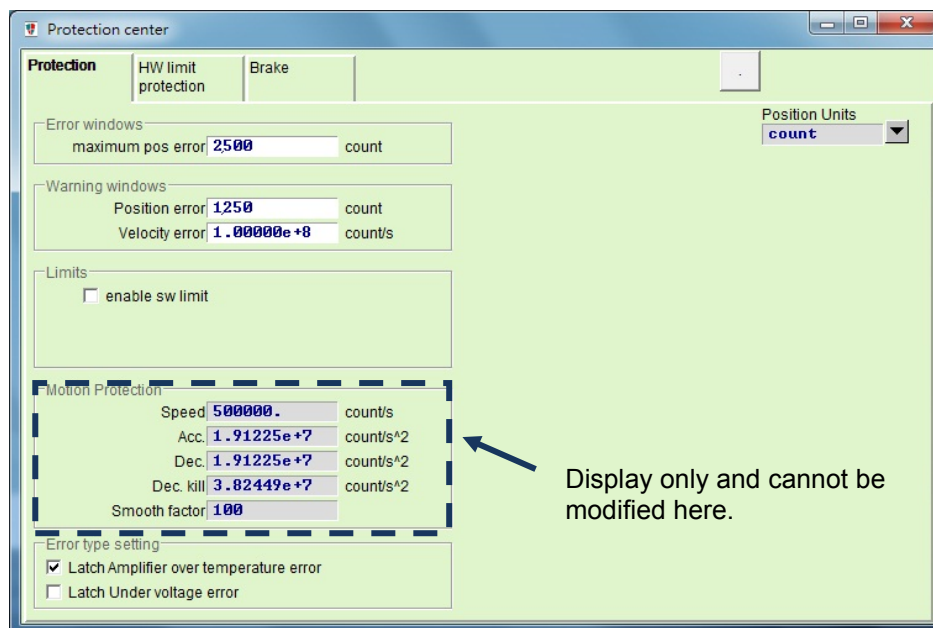 Protection center
Protection
HW limit protection
Brake
.
Position Units
count
Error windows
maximum pos error 2,500 count
Warning windows
Position error 1,250 count
Velocity error 1.00000e+8 count/s
Limits
enable sw limit
Motion Protection
Speed 500000. count/s
Acc. 1.91225e+7 count/s^2
Dec. 1.91225e+7 count/s^2
Dec. kill 3.82449e+7 count/s^2
Smooth factor 100
Display only and cannot be
modified here.
Error type setting
Latch Amplifier over temperature error
Latch Under voltage error